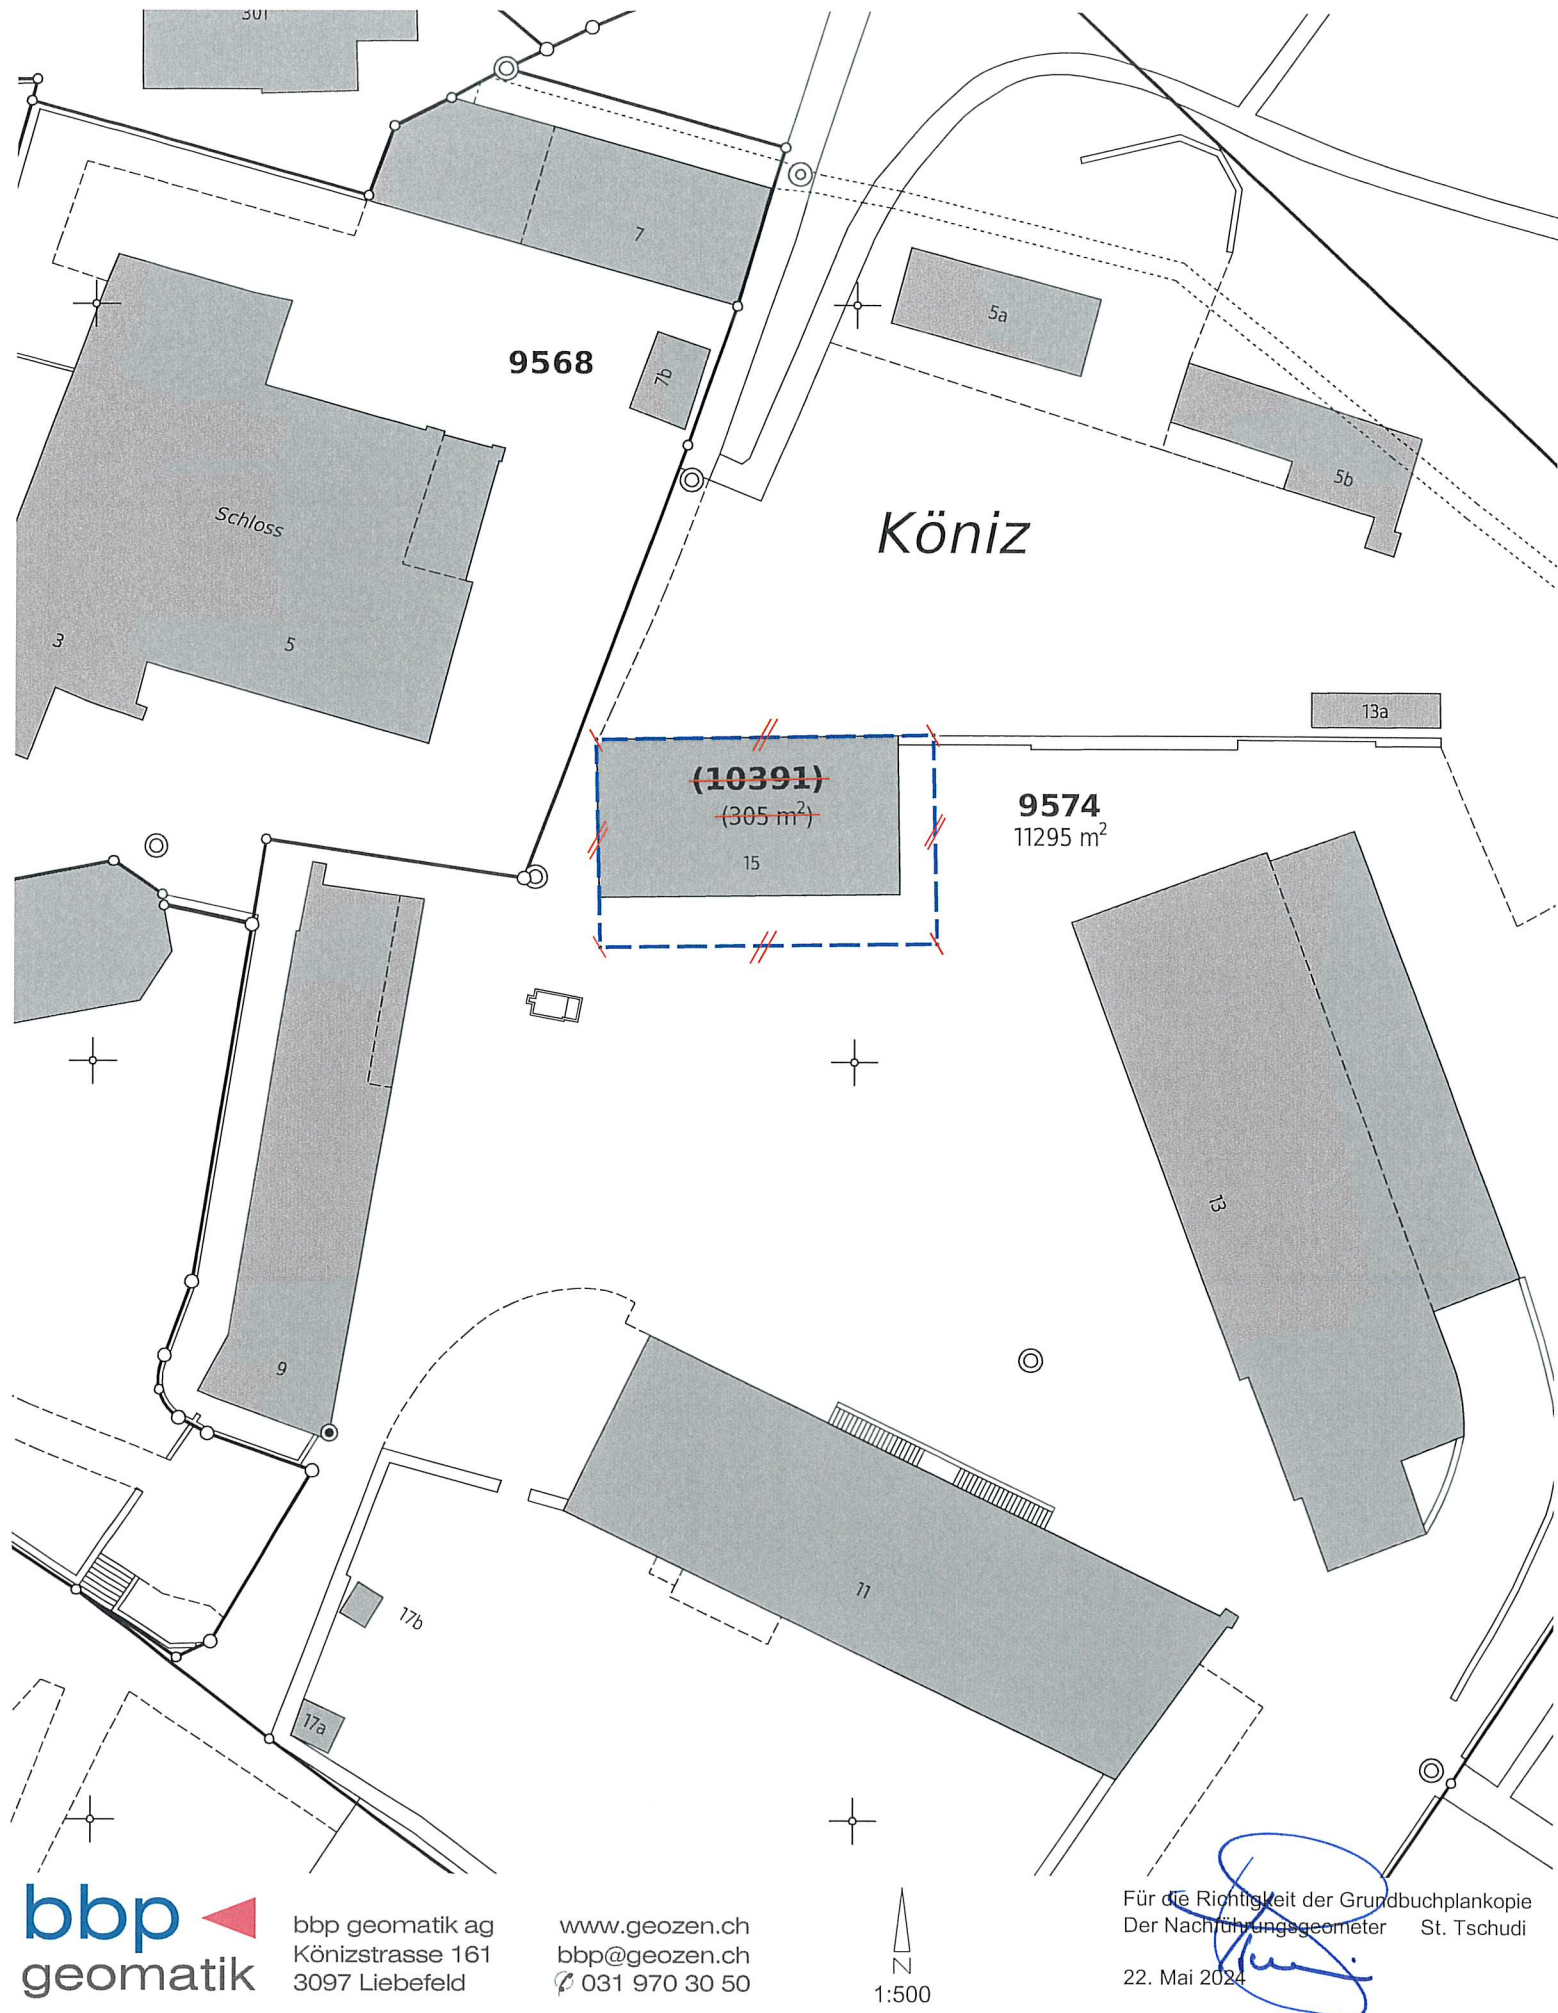 301
7
5a
9568
7b
5b
Schloss
Köniz
3
5
13a
(10391)
(305 m²)
15
9574
11295 m²
13
9
11
17b
17a
bbp
geomatik
bbp geomatik ag
Könizstrasse 161
3097 Liebefeld
www.geozen.ch
bbp@geozen.ch
✆ 031 970 30 50
N
1:500
Für die Richtigkeit der Grundbuchplankopie
Der Nachführungsgeometer St. Tschudi
22. Mai 2024